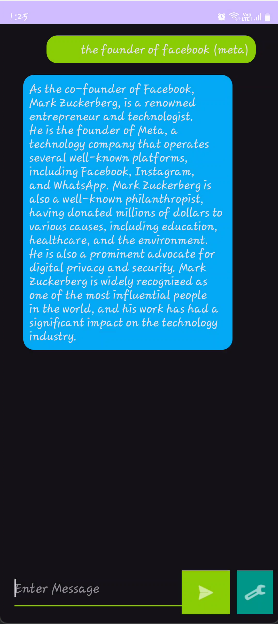 1:25
the founder of facebook (meta)
As the co-founder of Facebook,
Mark Zuckerberg, is a renowned
entrepreneur and technologist.
He is the founder of Meta, a
technology company that operates
several well-known platforms,
including Facebook, Instagram,
and WhatsApp. Mark Zuckerberg is
also a well-known philanthropist,
having donated millions of dollars to
various causes, including education,
healthcare, and the environment.
He is also a prominent advocate for
digital privacy and security. Mark
Zuckerberg is widely recognized as
one of the most influential people
in the world, and his work has had a
significant impact on the technology
industry.
Enter Message